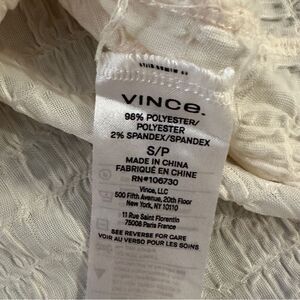 VINCE.
98% POLYESTER/
POLYESTER
2% SPANDEX/SPANDEX
S/P
MADE IN CHINA
FABRIQUÉ EN CHINE
RN#106730
Vince, LLC
500 Fifth Avenue, 20th Floor
New York, NY 10110
11 Rue Saint Florentin
75008 Paris France
SEE REVERSE FOR CARE
VOIR AU VERSO POUR LES SOINS